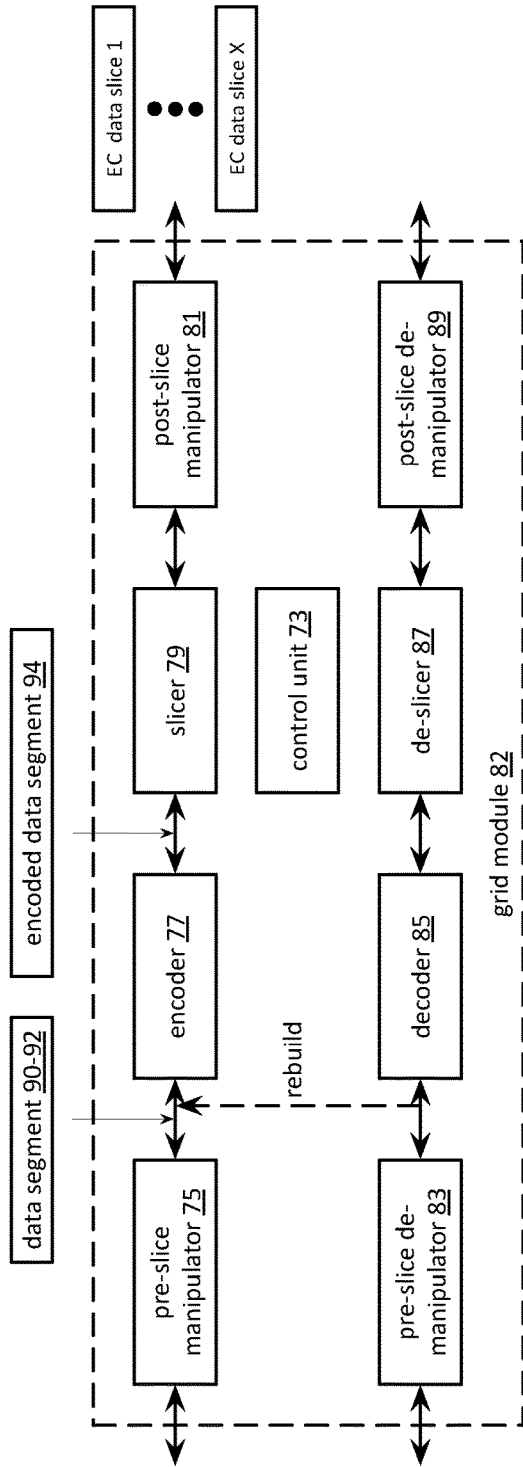 data segment 90-92
encoded data segment 94
pre-slice
manipulator 75
encoder 77
slicer 79
post-slice
manipulator 81
EC data slice 1
EC data slice X
rebuild
control unit 73
pre-slice de-
manipulator 83
decoder 85
de-slicer 87
post-slice de-
manipulator 89
grid module 82